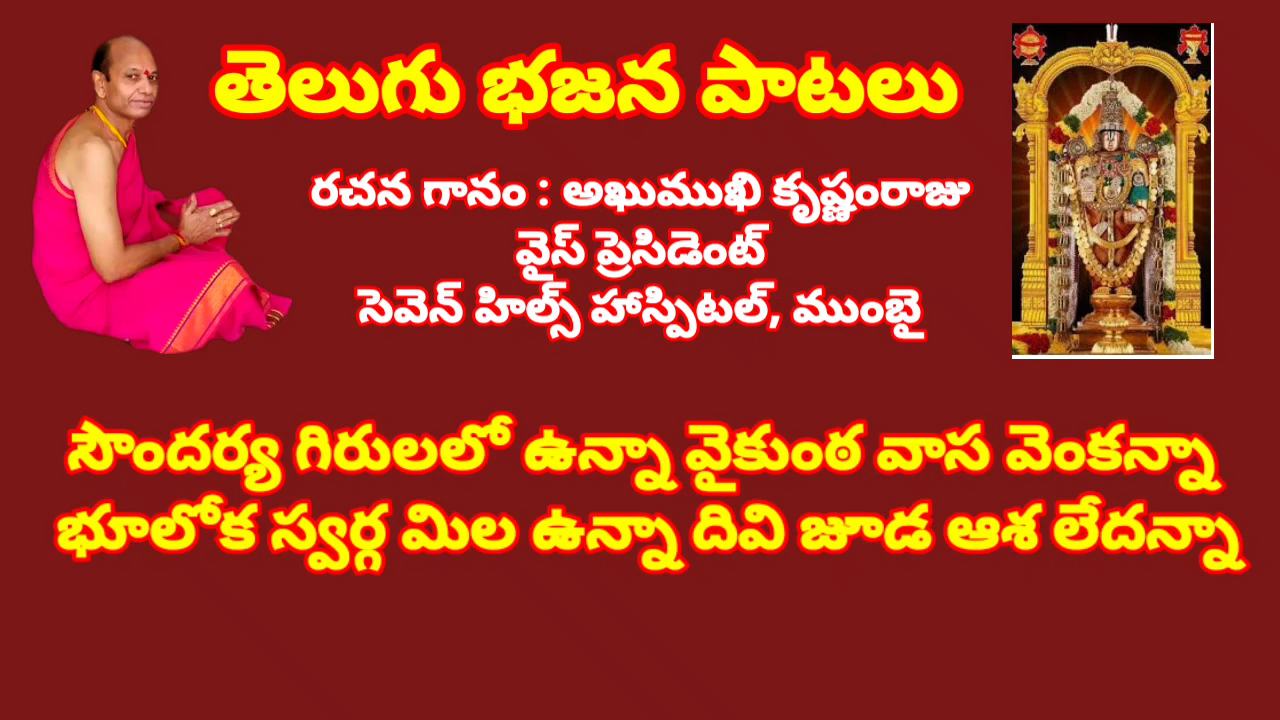 తెలుగు భజన పాటలు
రచన గానం : అఖుముఖి కృష్ణంరాజు
వైస్ ప్రెసిడెంట్
సెవెన్ హిల్స్ హాస్పిటల్, ముంబై
సౌందర్య గిరులలో ఉన్నా వైకుంఠ వాస వెంకన్నా
భూలోక స్వర్గ మిల ఉన్నా దివి జూడ ఆశ లేదన్నా